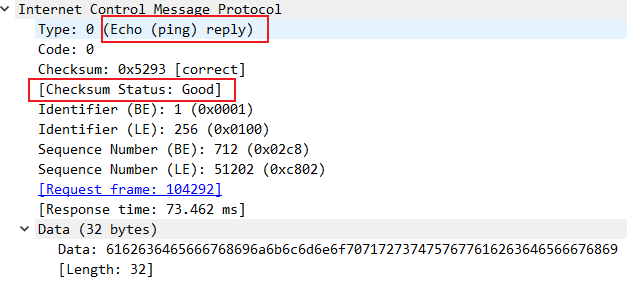 Internet Control Message Protocol
Type: 0 (Echo (ping) reply)
Code: 0
Checksum: 0x5293 [correct]
[Checksum Status: Good]
Identifier (BE): 1 (0x0001)
Identifier (LE): 256 (0x0100)
Sequence Number (BE): 712 (0x02c8)
Sequence Number (LE): 51202 (0xc802)
[Request frame: 104292]
[Response time: 73.462 ms]
Data (32 bytes)
Data: 6162636465666768696a6b6c6d6e6f7071727374757677616263646566676869
[Length: 32]